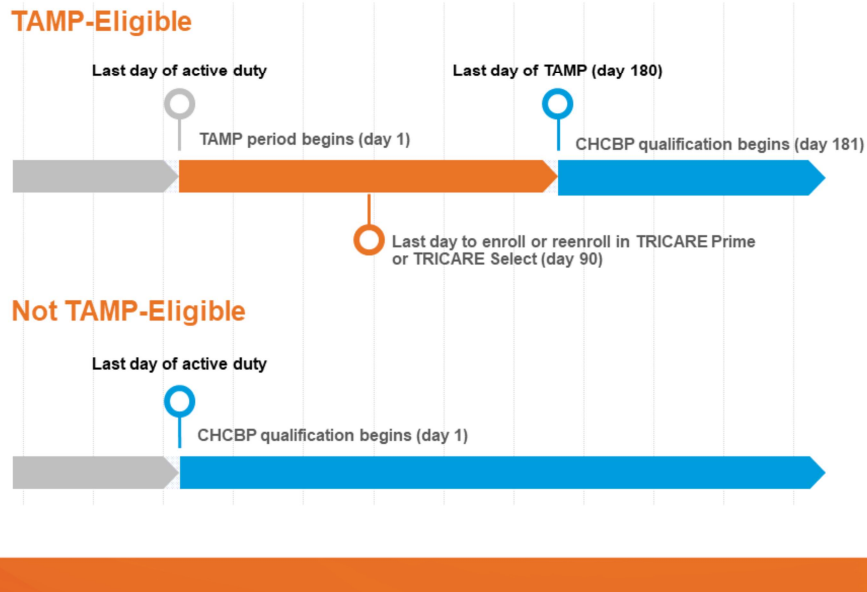 TAMP-Eligible
Last day of active duty
Last day of TAMP (day 180)
TAMP period begins (day 1)
CHCBP qualification begins (day 181)
Last day to enroll or reenroll in TRICARE Prime
or TRICARE Select (day 90)
Not TAMP-Eligible
Last day of active duty
CHCBP qualification begins (day 1)